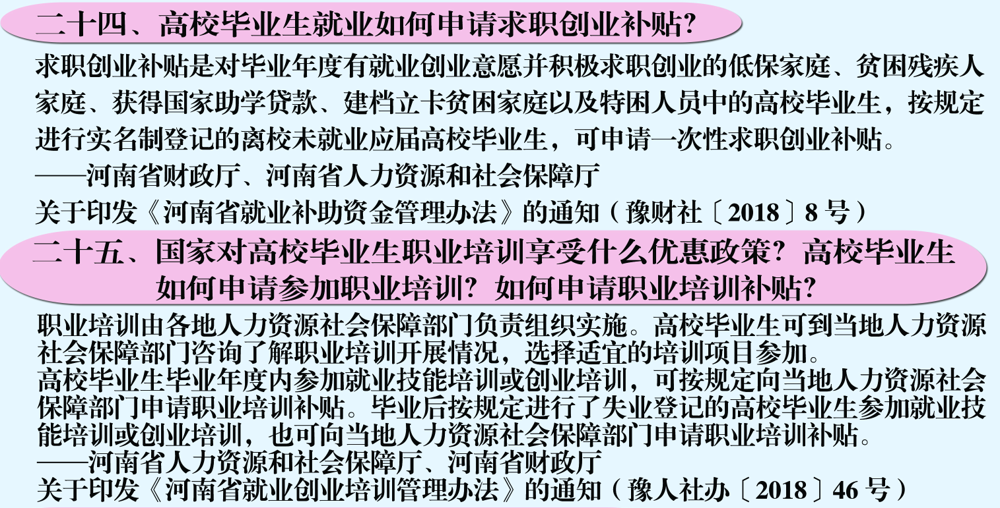 二十四、高校毕业生就业如何申请求职创业补贴？
求职创业补贴是对毕业年度有就业创业意愿并积极求职创业的低保家庭、贫困残疾人
家庭、获得国家助学贷款、建档立卡贫困家庭以及特困人员中的高校毕业生，按规定
进行实名制登记的离校未就业应届高校毕业生，可申请一次性求职创业补贴。
——河南省财政厅、河南省人力资源和社会保障厅
关于印发《河南省就业补助资金管理办法》的通知（豫财社〔2018〕8 号）
二十五、国家对高校毕业生职业培训享受什么优惠政策？高校毕业生
如何申请参加职业培训？如何申请职业培训补贴？
职业培训由各地人力资源社会保障部门负责组织实施。高校毕业生可到当地人力资源
社会保障部门咨询了解职业培训开展情况，选择适宜的培训项目参加。
高校毕业生毕业年度内参加就业技能培训或创业培训，可按规定向当地人力资源社会
保障部门申请职业培训补贴。毕业后按规定进行了失业登记的高校毕业生参加就业技
能培训或创业培训，也可向当地人力资源社会保障部门申请职业培训补贴。
——河南省人力资源和社会保障厅、河南省财政厅
关于印发《河南省就业创业培训管理办法》的通知（豫人社办〔2018〕46 号）